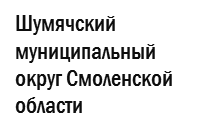 Шумячский
муниципальный
округ Смоленской
области